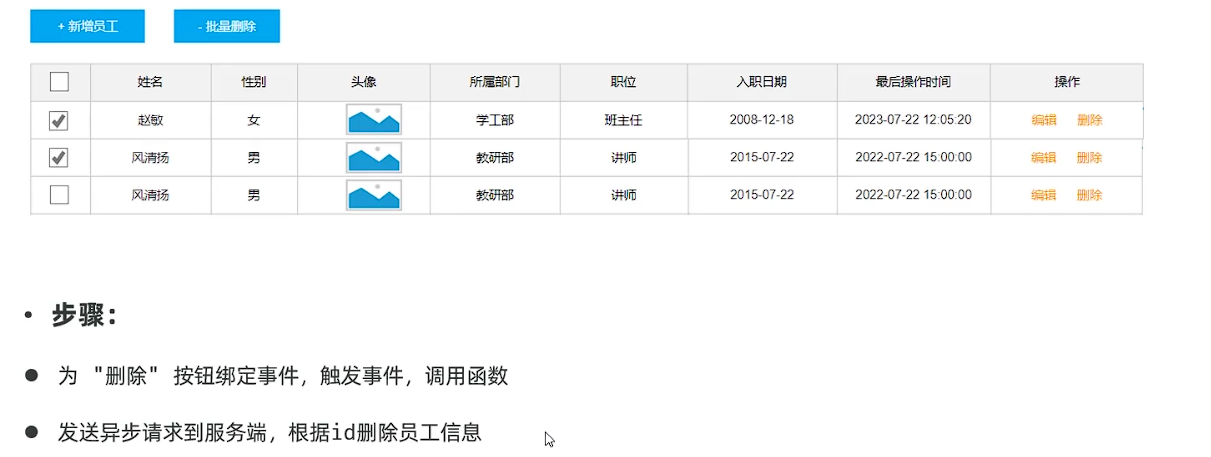 + 新增员工 - 批量删除
姓名 性别 头像 所属部门 职位 入职日期 最后操作时间 操作
赵敏 女 学工部 班主任 2008-12-18 2023-07-22 12:05:20 编辑 删除
风清扬 男 教研部 讲师 2015-07-22 2022-07-22 15:00:00 编辑 删除
风清扬 男 教研部 讲师 2015-07-22 2022-07-22 15:00:00 编辑 删除
• 步骤：
● 为 "删除" 按钮绑定事件，触发事件，调用函数
● 发送异步请求到服务端，根据id删除员工信息